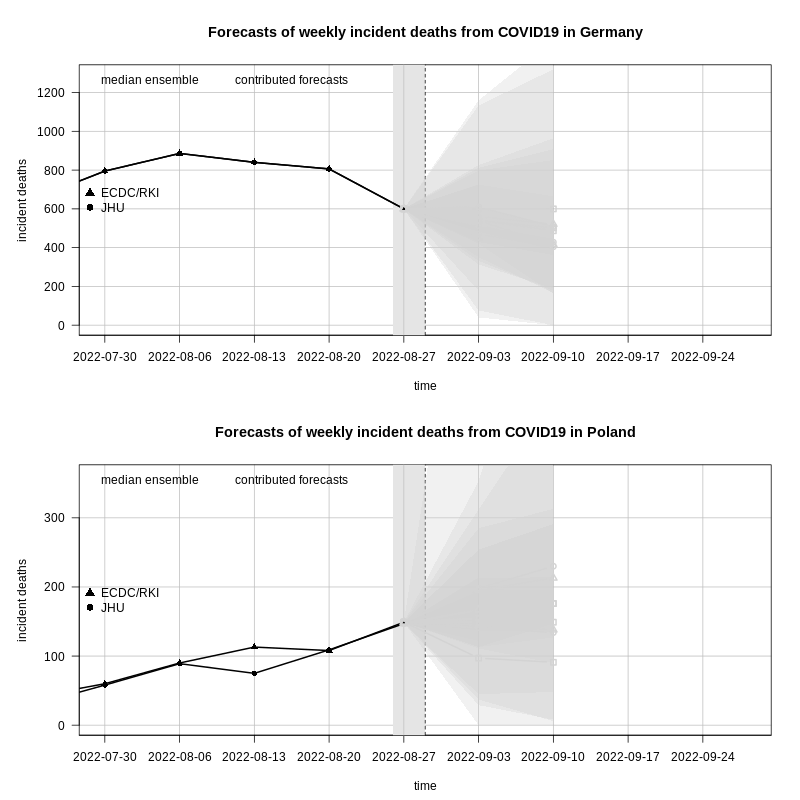 Forecasts of weekly incident deaths from COVID19 in Germany
median ensemble contributed forecasts
1200
1000
800
600
400
200
0
incident deaths
ECDC/RKI
JHU
2022-07-30 2022-08-06 2022-08-13 2022-08-20 2022-08-27 2022-09-03 2022-09-10 2022-09-17 2022-09-24
time
Forecasts of weekly incident deaths from COVID19 in Poland
median ensemble contributed forecasts
300
200
100
0
incident deaths
ECDC/RKI
JHU
2022-07-30 2022-08-06 2022-08-13 2022-08-20 2022-08-27 2022-09-03 2022-09-10 2022-09-17 2022-09-24
time